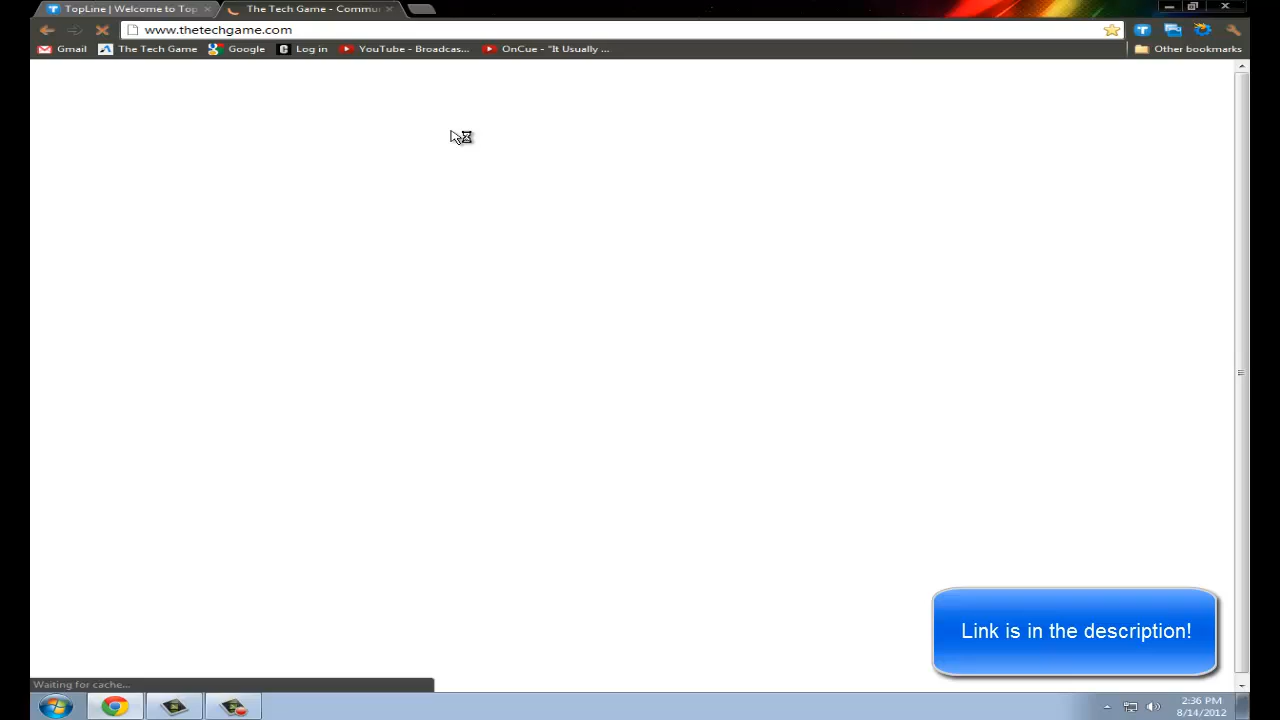 TopLine | Welcome to Top
The Tech Game - Commu
www.thetechgame.com
Gmail
The Tech Game
Google
Log in
YouTube - Broadcas...
OnCue - "It Usually ...
Other bookmarks
Link is in the description!
Waiting for cache...
2:36 PM
8/14/2012